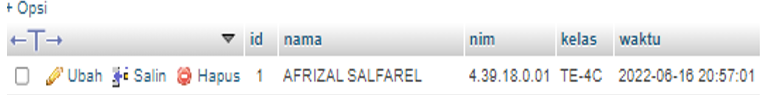 + Opsi
←T→ ▼ id nama nim kelas waktu
Ubah Salin Hapus 1 AFRIZAL SALFAREL 4.39.18.0.01 TE-4C 2022-06-16 20:57:01